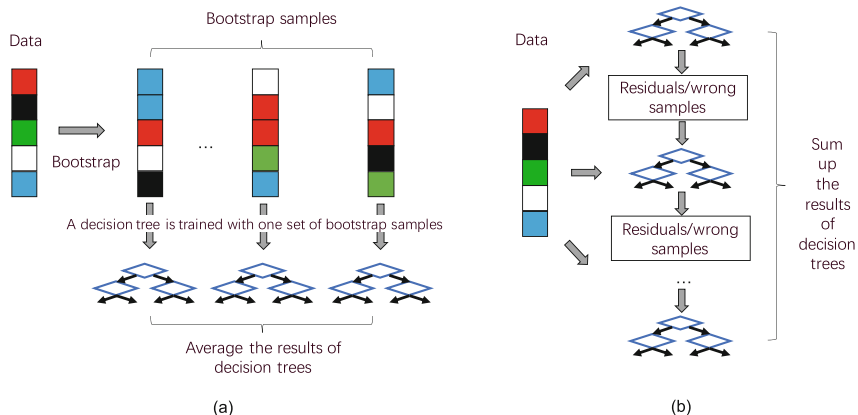 Bootstrap samples
Data
...
Bootstrap
A decision tree is trained with one set of bootstrap samples
Average the results of
decision trees
(a)
Data
Residuals/wrong
samples
Residuals/wrong
samples
...
Sum
up
the
results
of
decision
trees
(b)